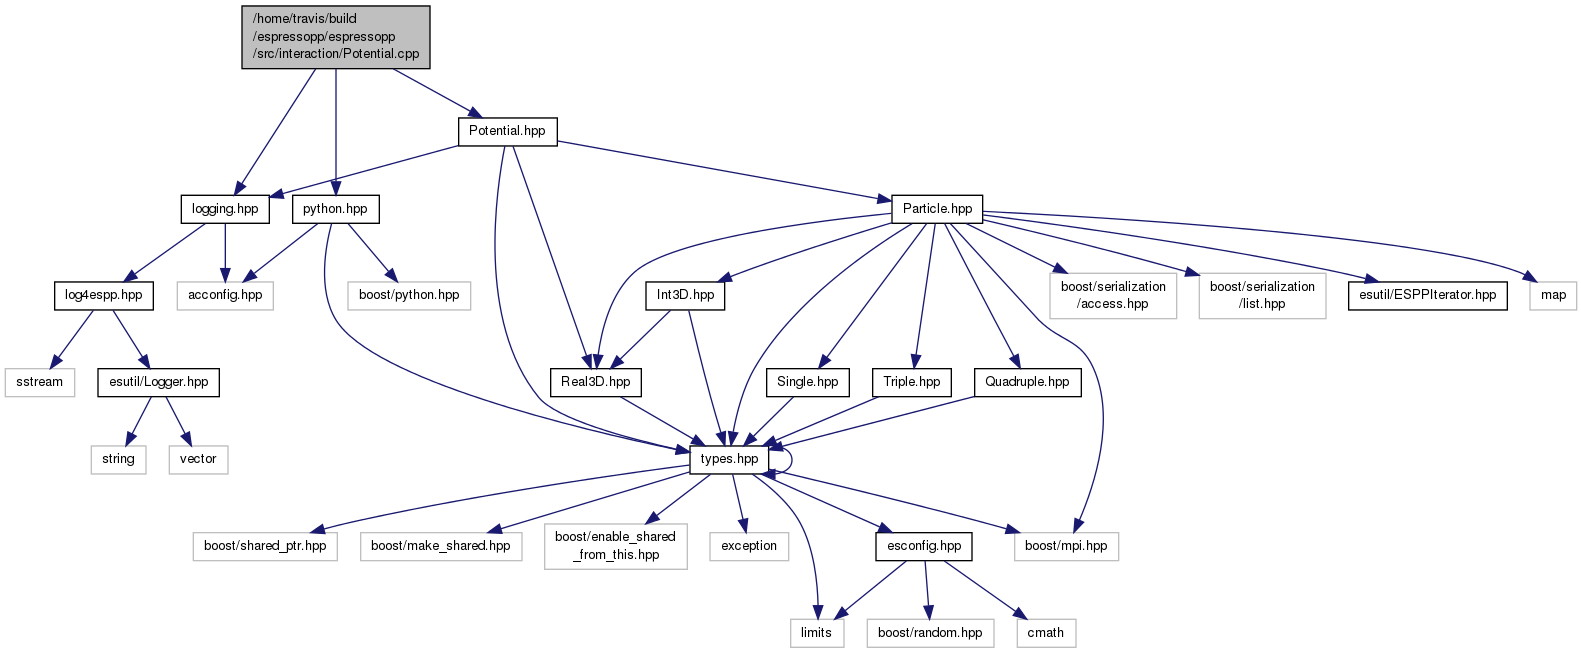 /home/travis/build
/espressopp/espressopp
/src/interaction/Potential.cpp
Potential.hpp
logging.hpp
python.hpp
Particle.hpp
log4espp.hpp
acconfig.hpp
boost/python.hpp
Int3D.hpp
boost/serialization
/access.hpp
boost/serialization
/list.hpp
esutil/ESPPIterator.hpp
map
sstream
esutil/Logger.hpp
Real3D.hpp
Single.hpp
Triple.hpp
Quadruple.hpp
string
vector
types.hpp
boost/shared_ptr.hpp
boost/make_shared.hpp
boost/enable_shared
_from_this.hpp
exception
esconfig.hpp
boost/mpi.hpp
limits
boost/random.hpp
cmath